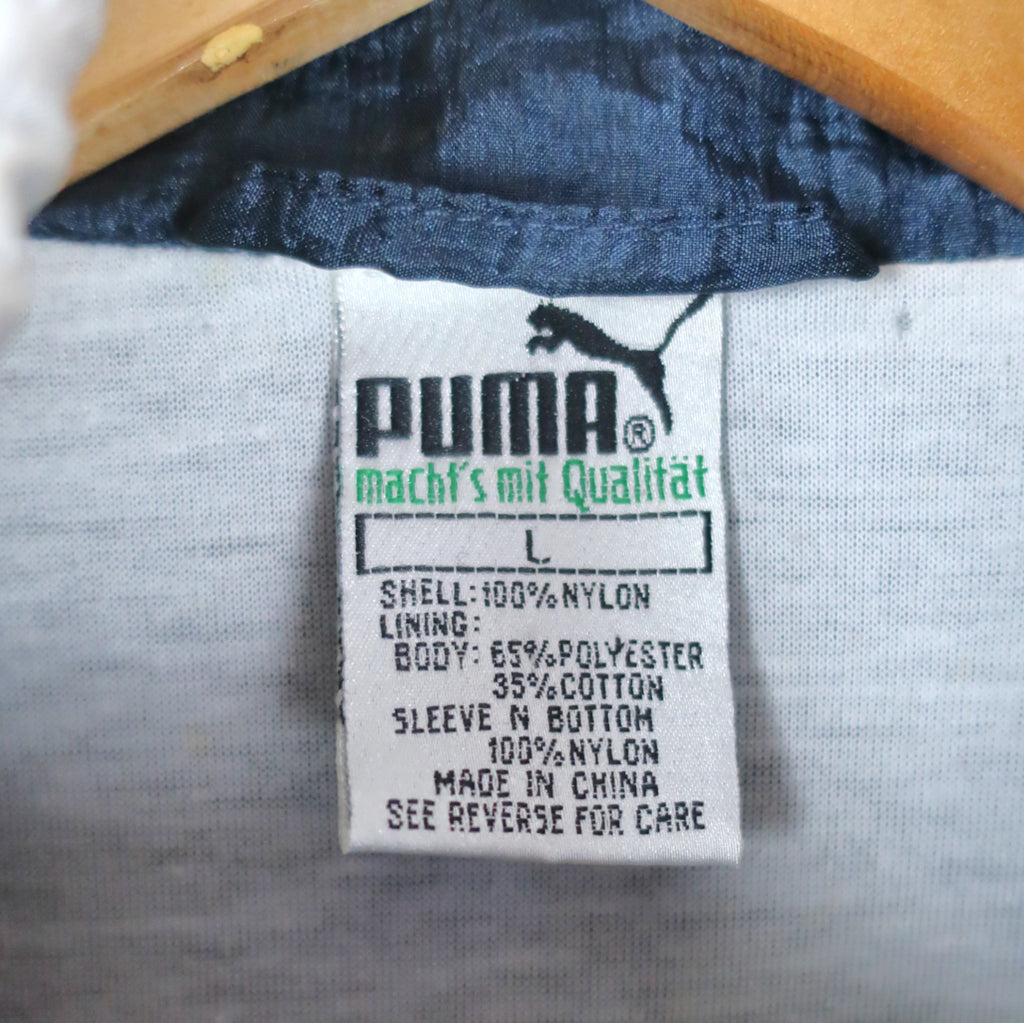 PUMA®
macht's mit Qualität
L
SHELL: 100% NYLON
LINING:
BODY: 65% POLYESTER
35% COTTON
SLEEVE N BOTTOM
100% NYLON
MADE IN CHINA
SEE REVERSE FOR CARE